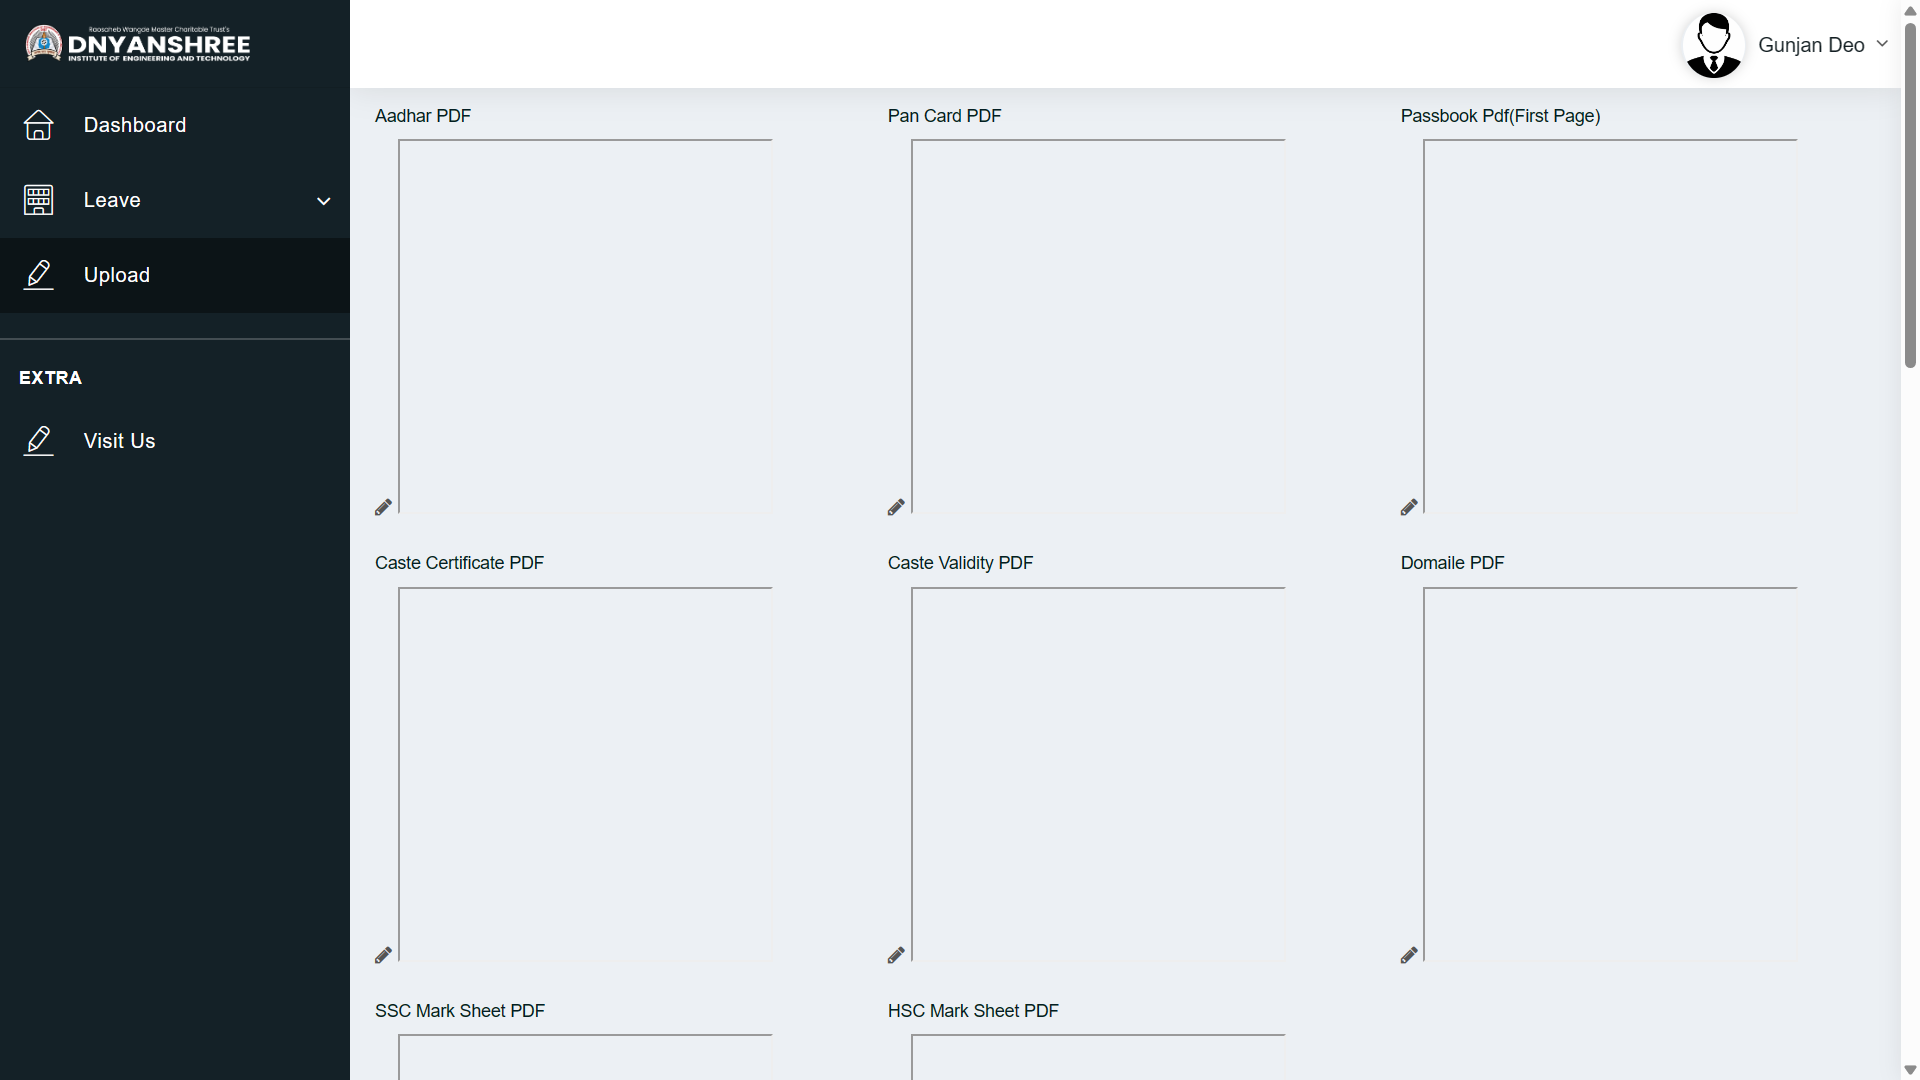 Raosaheb Wangde Master Charitable Trust's
DNYANSHREE
INSTITUTE OF ENGINEERING AND TECHNOLOGY
Gunjan Deo
Dashboard
Leave
Upload
EXTRA
Visit Us
Aadhar PDF
Pan Card PDF
Passbook Pdf(First Page)
Caste Certificate PDF
Caste Validity PDF
Domaile PDF
SSC Mark Sheet PDF
HSC Mark Sheet PDF